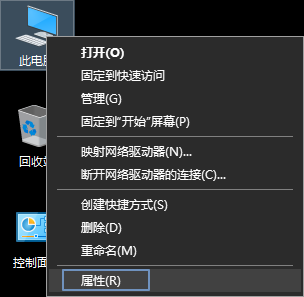 此电脑
打开(O)
固定到快速访问
管理(G)
固定到“开始”屏幕(P)
映射网络驱动器(N)...
断开网络驱动器的连接(C)...
回收站
创建快捷方式(S)
删除(D)
重命名(M)
控制面
属性(R)